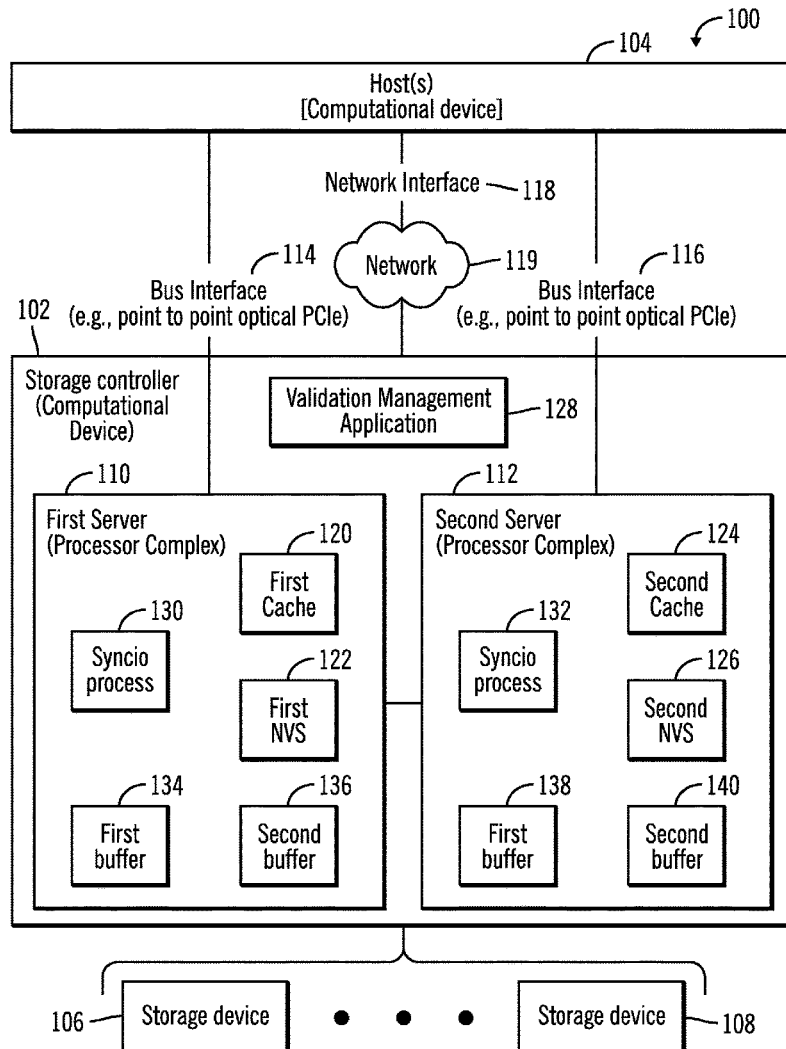 100
104
Host(s)
[Computational device]
Network Interface
118
114
Network
119
116
Bus Interface
(e.g., point to point optical PCIe)
Bus Interface
(e.g., point to point optical PCIe)
102
Storage controller
(Computational
Device)
Validation Management
Application
128
110
First Server
(Processor Complex)
120
First
Cache
130
Syncio
process
122
First
NVS
134
First
buffer
136
Second
buffer
112
Second Server
(Processor Complex)
124
Second
Cache
132
Syncio
process
126
Second
NVS
138
First
buffer
140
Second
buffer
106
Storage device
Storage device
108